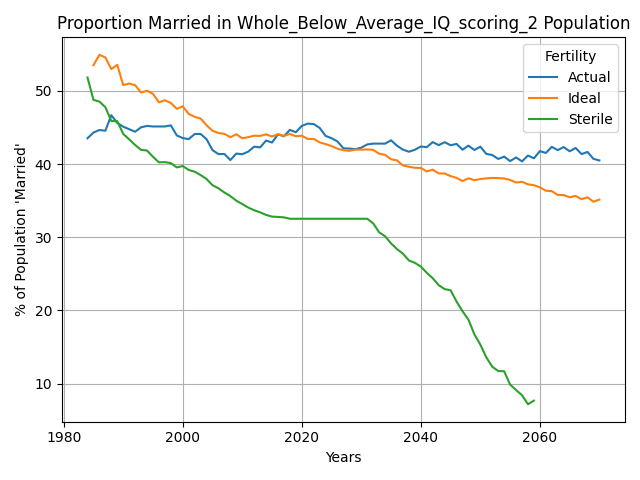 Proportion Married in Whole_Below_Average_IQ_scoring_2 Population
Fertility
Actual
Ideal
Sterile
% of Population 'Married'
50
40
30
20
10
1980
2000
2020
2040
2060
Years